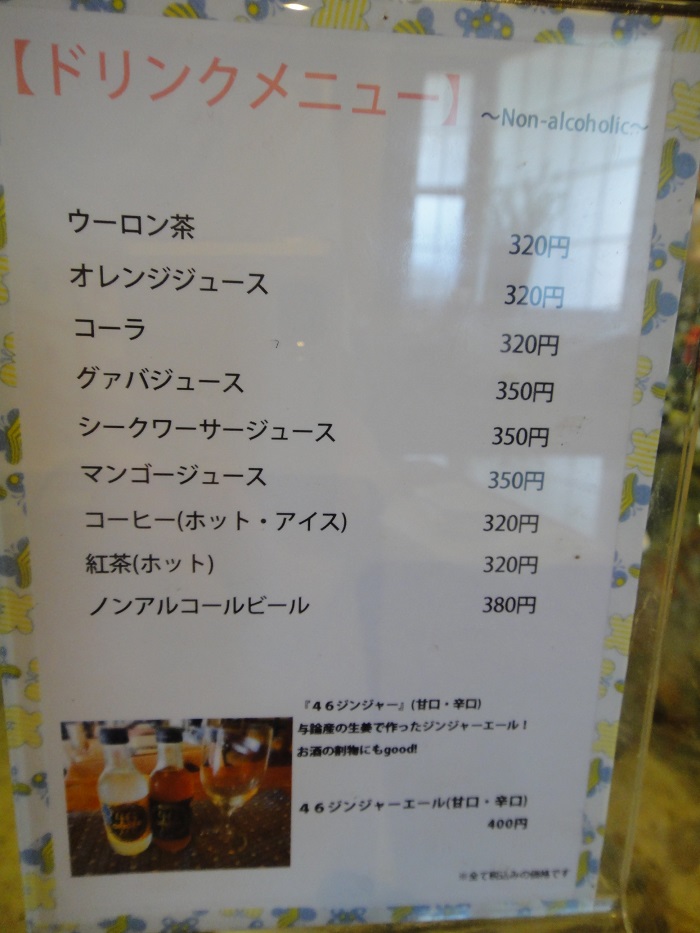 【ドリンクメニュー】 ～Non-alcoholic～
ウーロン茶 320円
オレンジジュース 320円
コーラ 320円
グァバジュース 350円
シークワーサージュース 350円
マンゴージュース 350円
コーヒー(ホット・アイス) 320円
紅茶(ホット) 320円
ノンアルコールビール 380円
『４６ジンジャー』(甘口・辛口)
与論産の生姜で作ったジンジャーエール！
お酒の割物にもgood!
４６ジンジャーエール(甘口・辛口)
400円
※全て税込みの価格です